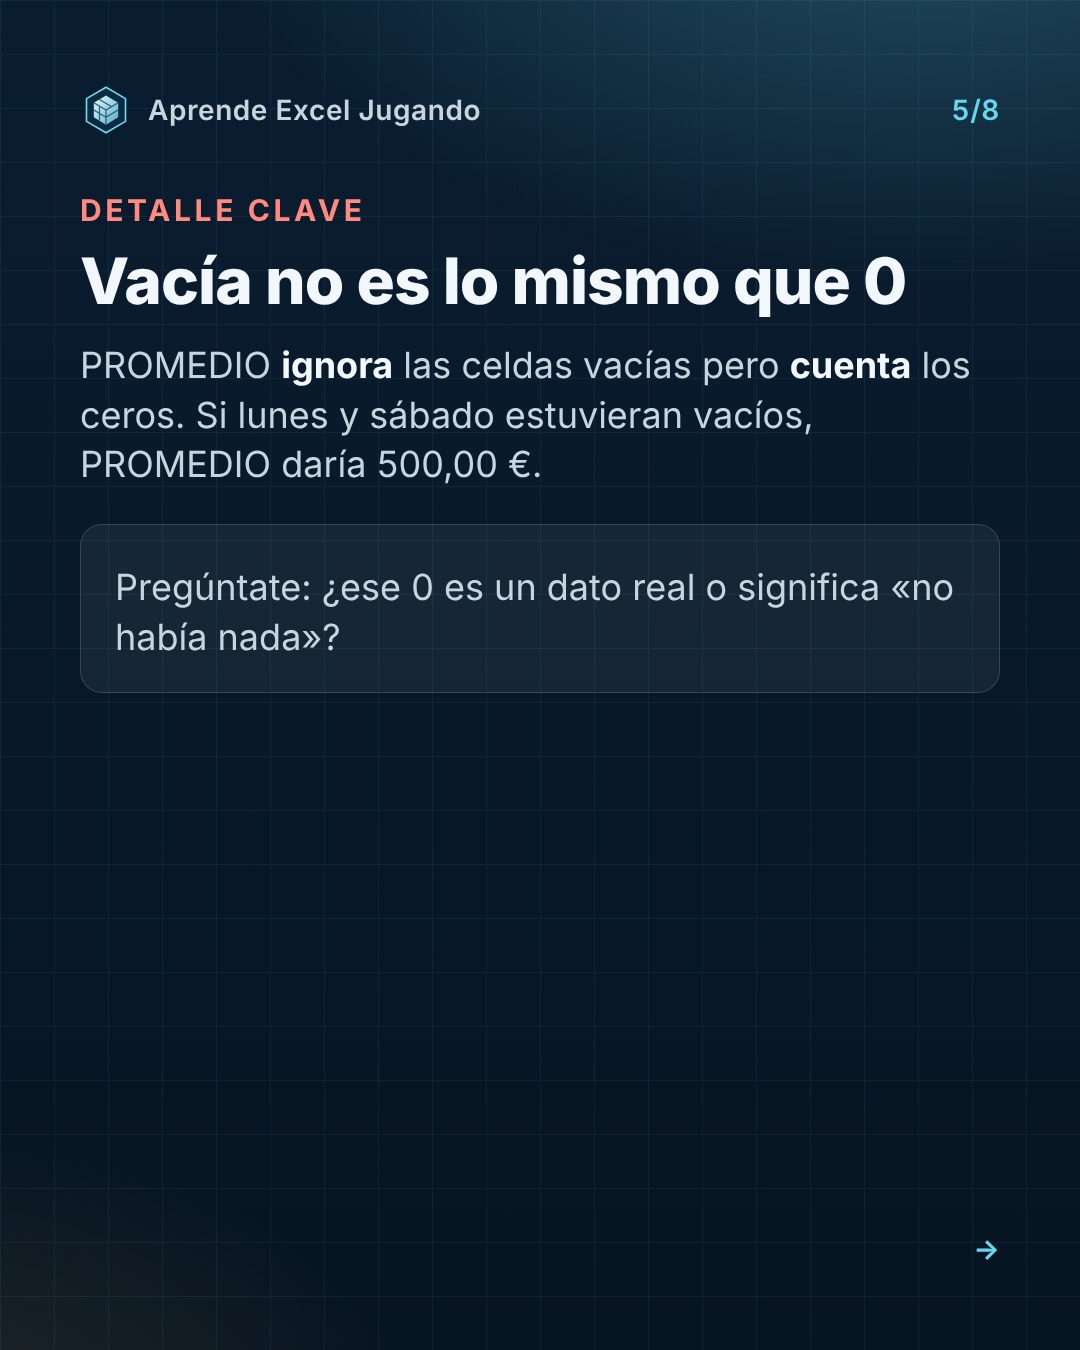 Aprende Excel Jugando
5/8
DETALLE CLAVE
Vacía no es lo mismo que 0
PROMEDIO ignora las celdas vacías pero cuenta los
ceros. Si lunes y sábado estuvieran vacíos,
PROMEDIO daría 500,00 €.
Pregúntate: ¿ese 0 es un dato real o significa «no
había nada»?
→